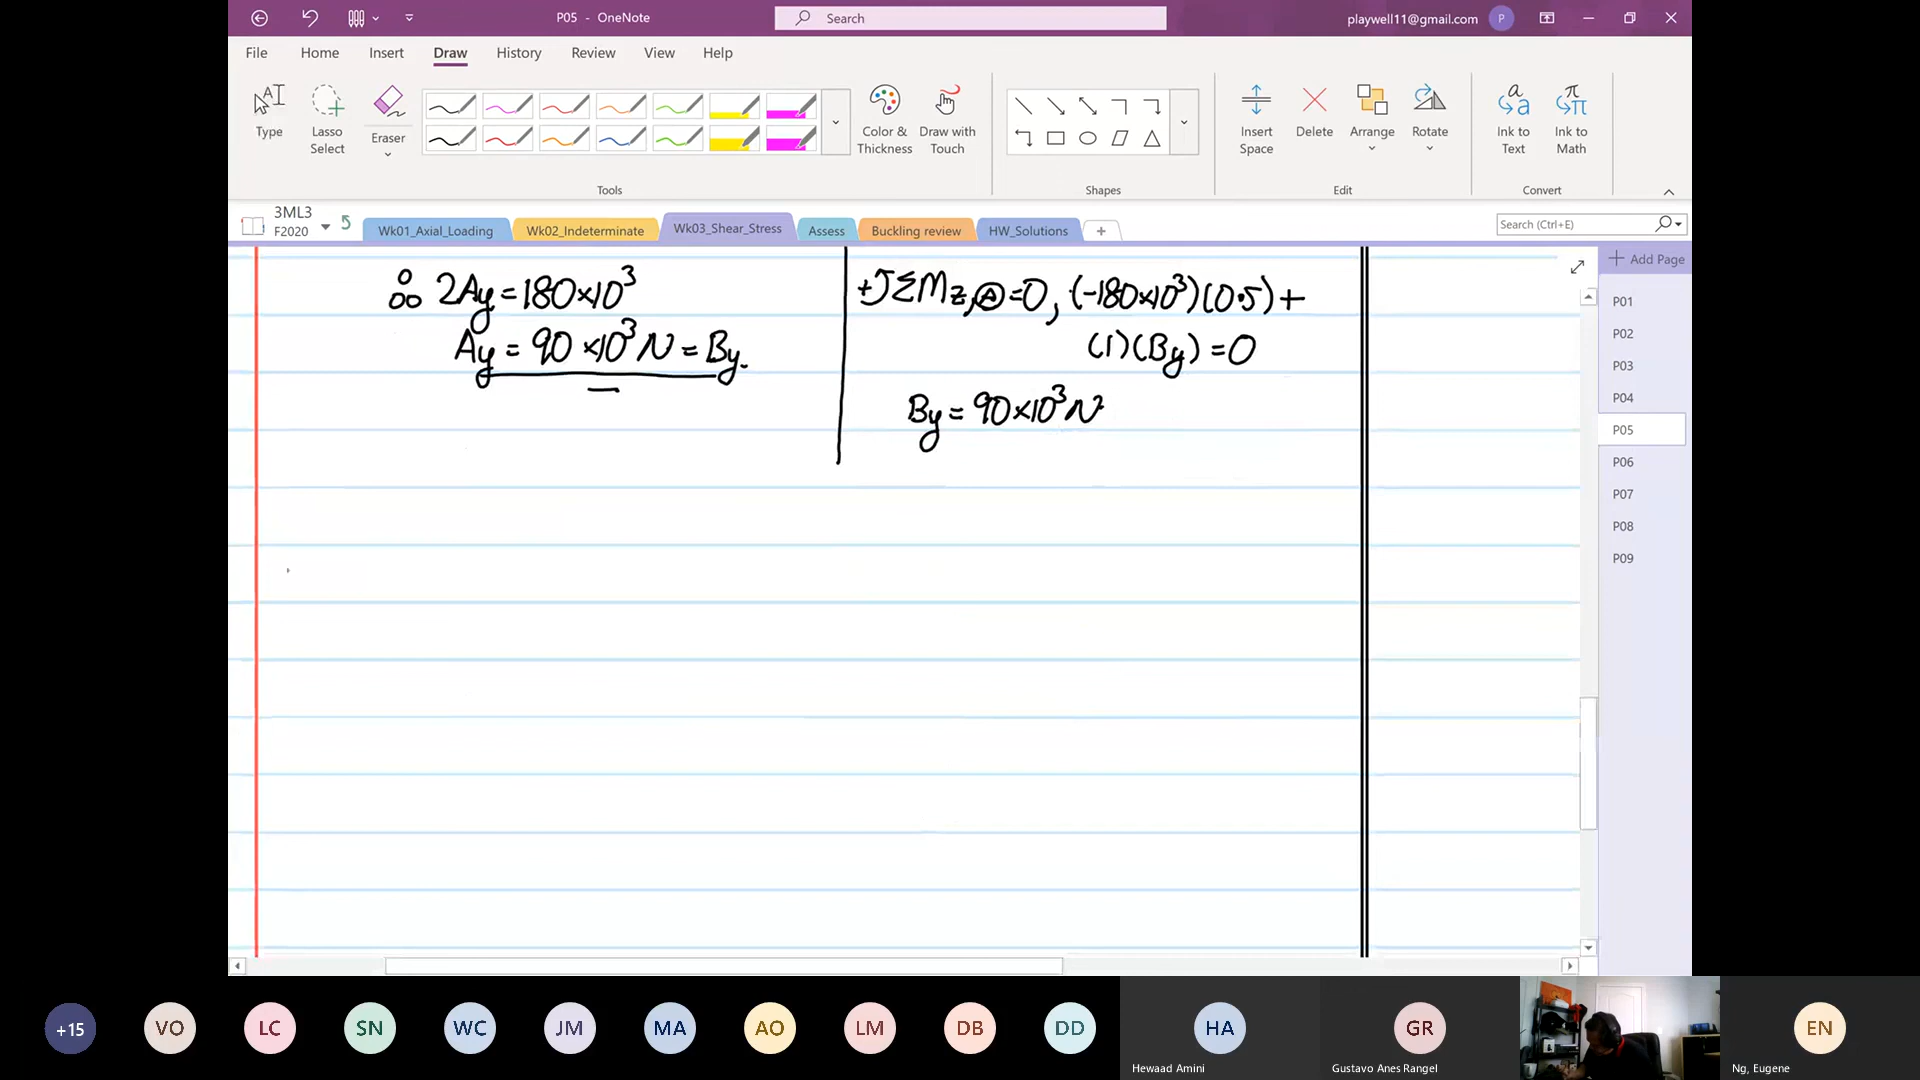 P05 - OneNote
Search
playwell11@gmail.com
P
File Home Insert Draw History Review View Help
Type
Lasso Select
Eraser
Color & Thickness
Draw with Touch
Insert Space
Delete
Arrange
Rotate
Ink to Text
Ink to Math
Tools
Shapes
Edit
Convert
3ML3
F2020
Wk01_Axial_Loading
Wk02_Indeterminate
Wk03_Shear_Stress
Assess
Buckling review
HW_Solutions
Search (Ctrl+E)
Add Page
P01
P02
P03
P04
P05
P06
P07
P08
P09
2Ay = 180×10³
Ay = 90 ×10³ N = By.
+ ΣMz,Ⓐ = 0, (-180×10³)(0.5) +
(1)(By) = 0
By = 90×10³ N
+15 VO LC SN WC JM MA AO LM DB DD HA GR EN
Hewaad Amini
Gustavo Anes Rangel
Ng, Eugene